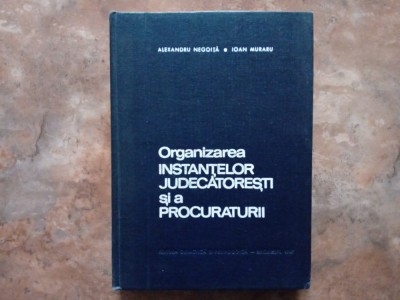 ALEXANDRU NEGOIȚĂ • IOAN MURARU
Organizarea
INSTANȚELOR
JUDECĂTOREȘTI
și a
PROCURATURII